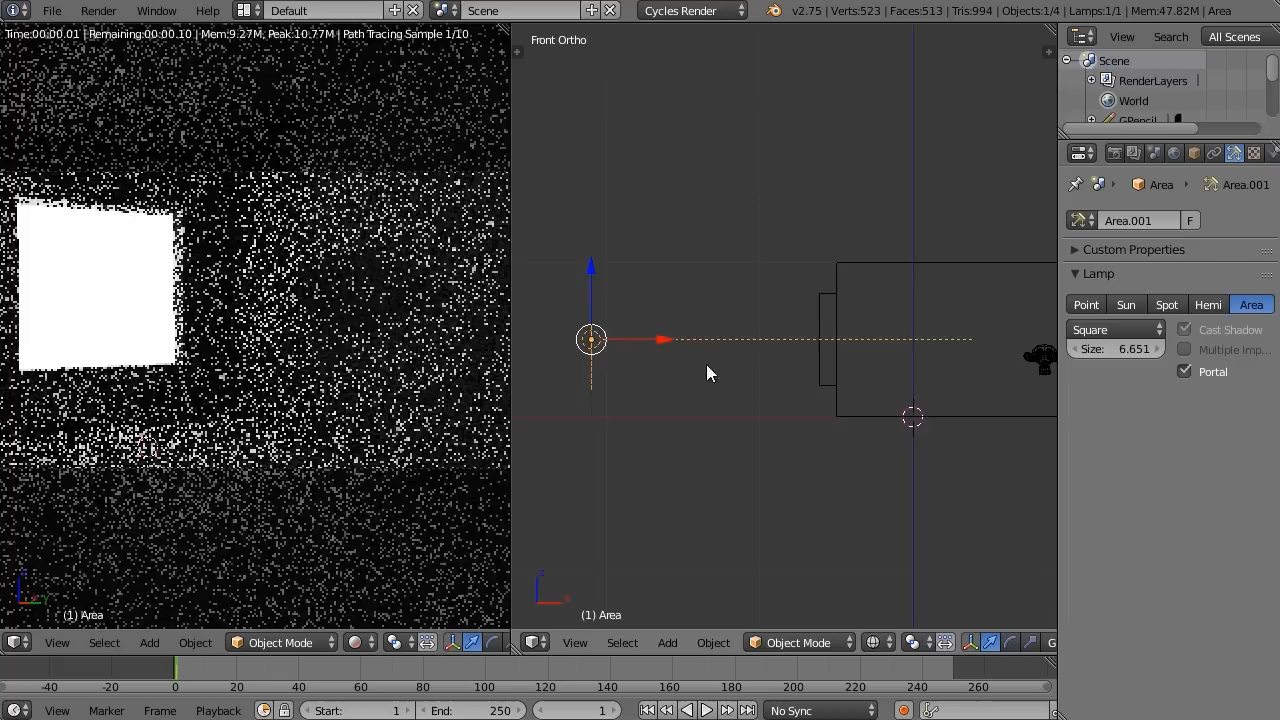 File Render Window Help Default Scene Cycles Render v2.75 | Verts:523 | Faces:513 | Tris:994 | Objects:1/4 | Lamps:1/1 | Mem:47.82M | Area
Time:00:00.01 | Remaining:00:00.10 | Mem:9.27M, Peak:10.77M | Path Tracing Sample 1/10
Front Ortho
View Search All Scenes
Scene
RenderLayers
World
GPencil
Area Area.001
Area.001 F
Custom Properties
Lamp
Point Sun Spot Hemi Area
Square Cast Shadow
Size: 6.651 Multiple Imp...
Portal
(1) Area
(1) Area
View Select Add Object Object Mode
View Select Add Object Object Mode G
-40 -20 0 20 40 60 80 100 120 140 160 180 200 220 240 260
View Marker Frame Playback Start: 1 End: 250 1 No Sync